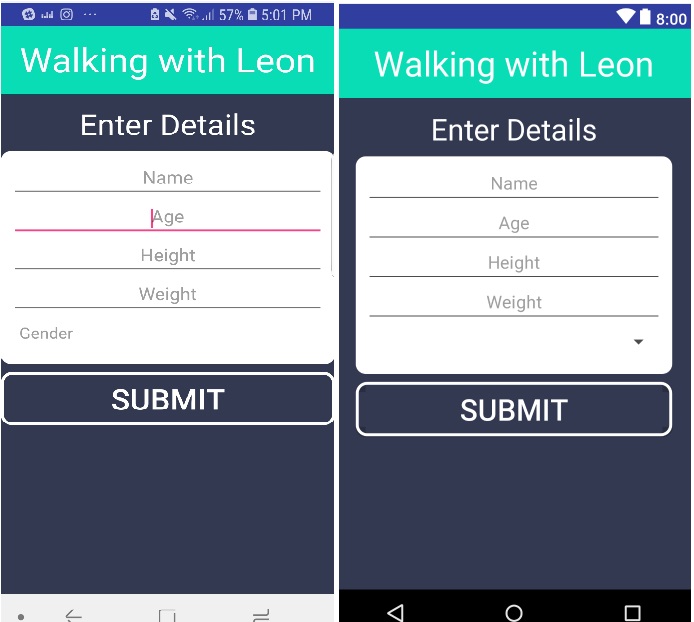 57% 5:01 PM
Walking with Leon
Enter Details
Name
Age
Height
Weight
Gender
SUBMIT
8:00
Walking with Leon
Enter Details
Name
Age
Height
Weight
SUBMIT